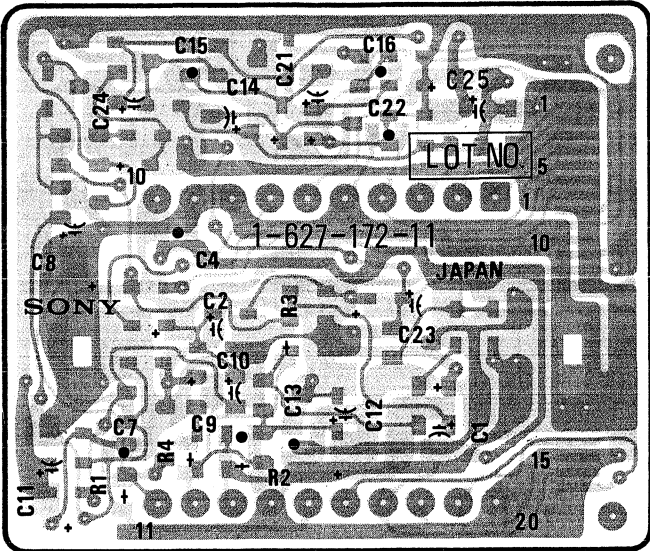 C15
C21
C16
C14
C25
C24
C22
1
LOT NO.
5
10
1
1-627-172-11
10
C8
C4
JAPAN
SONY
C2
R3
C23
C10
C13
C12
C7
C9
C1
R4
R2
15
C11
R1
11
20